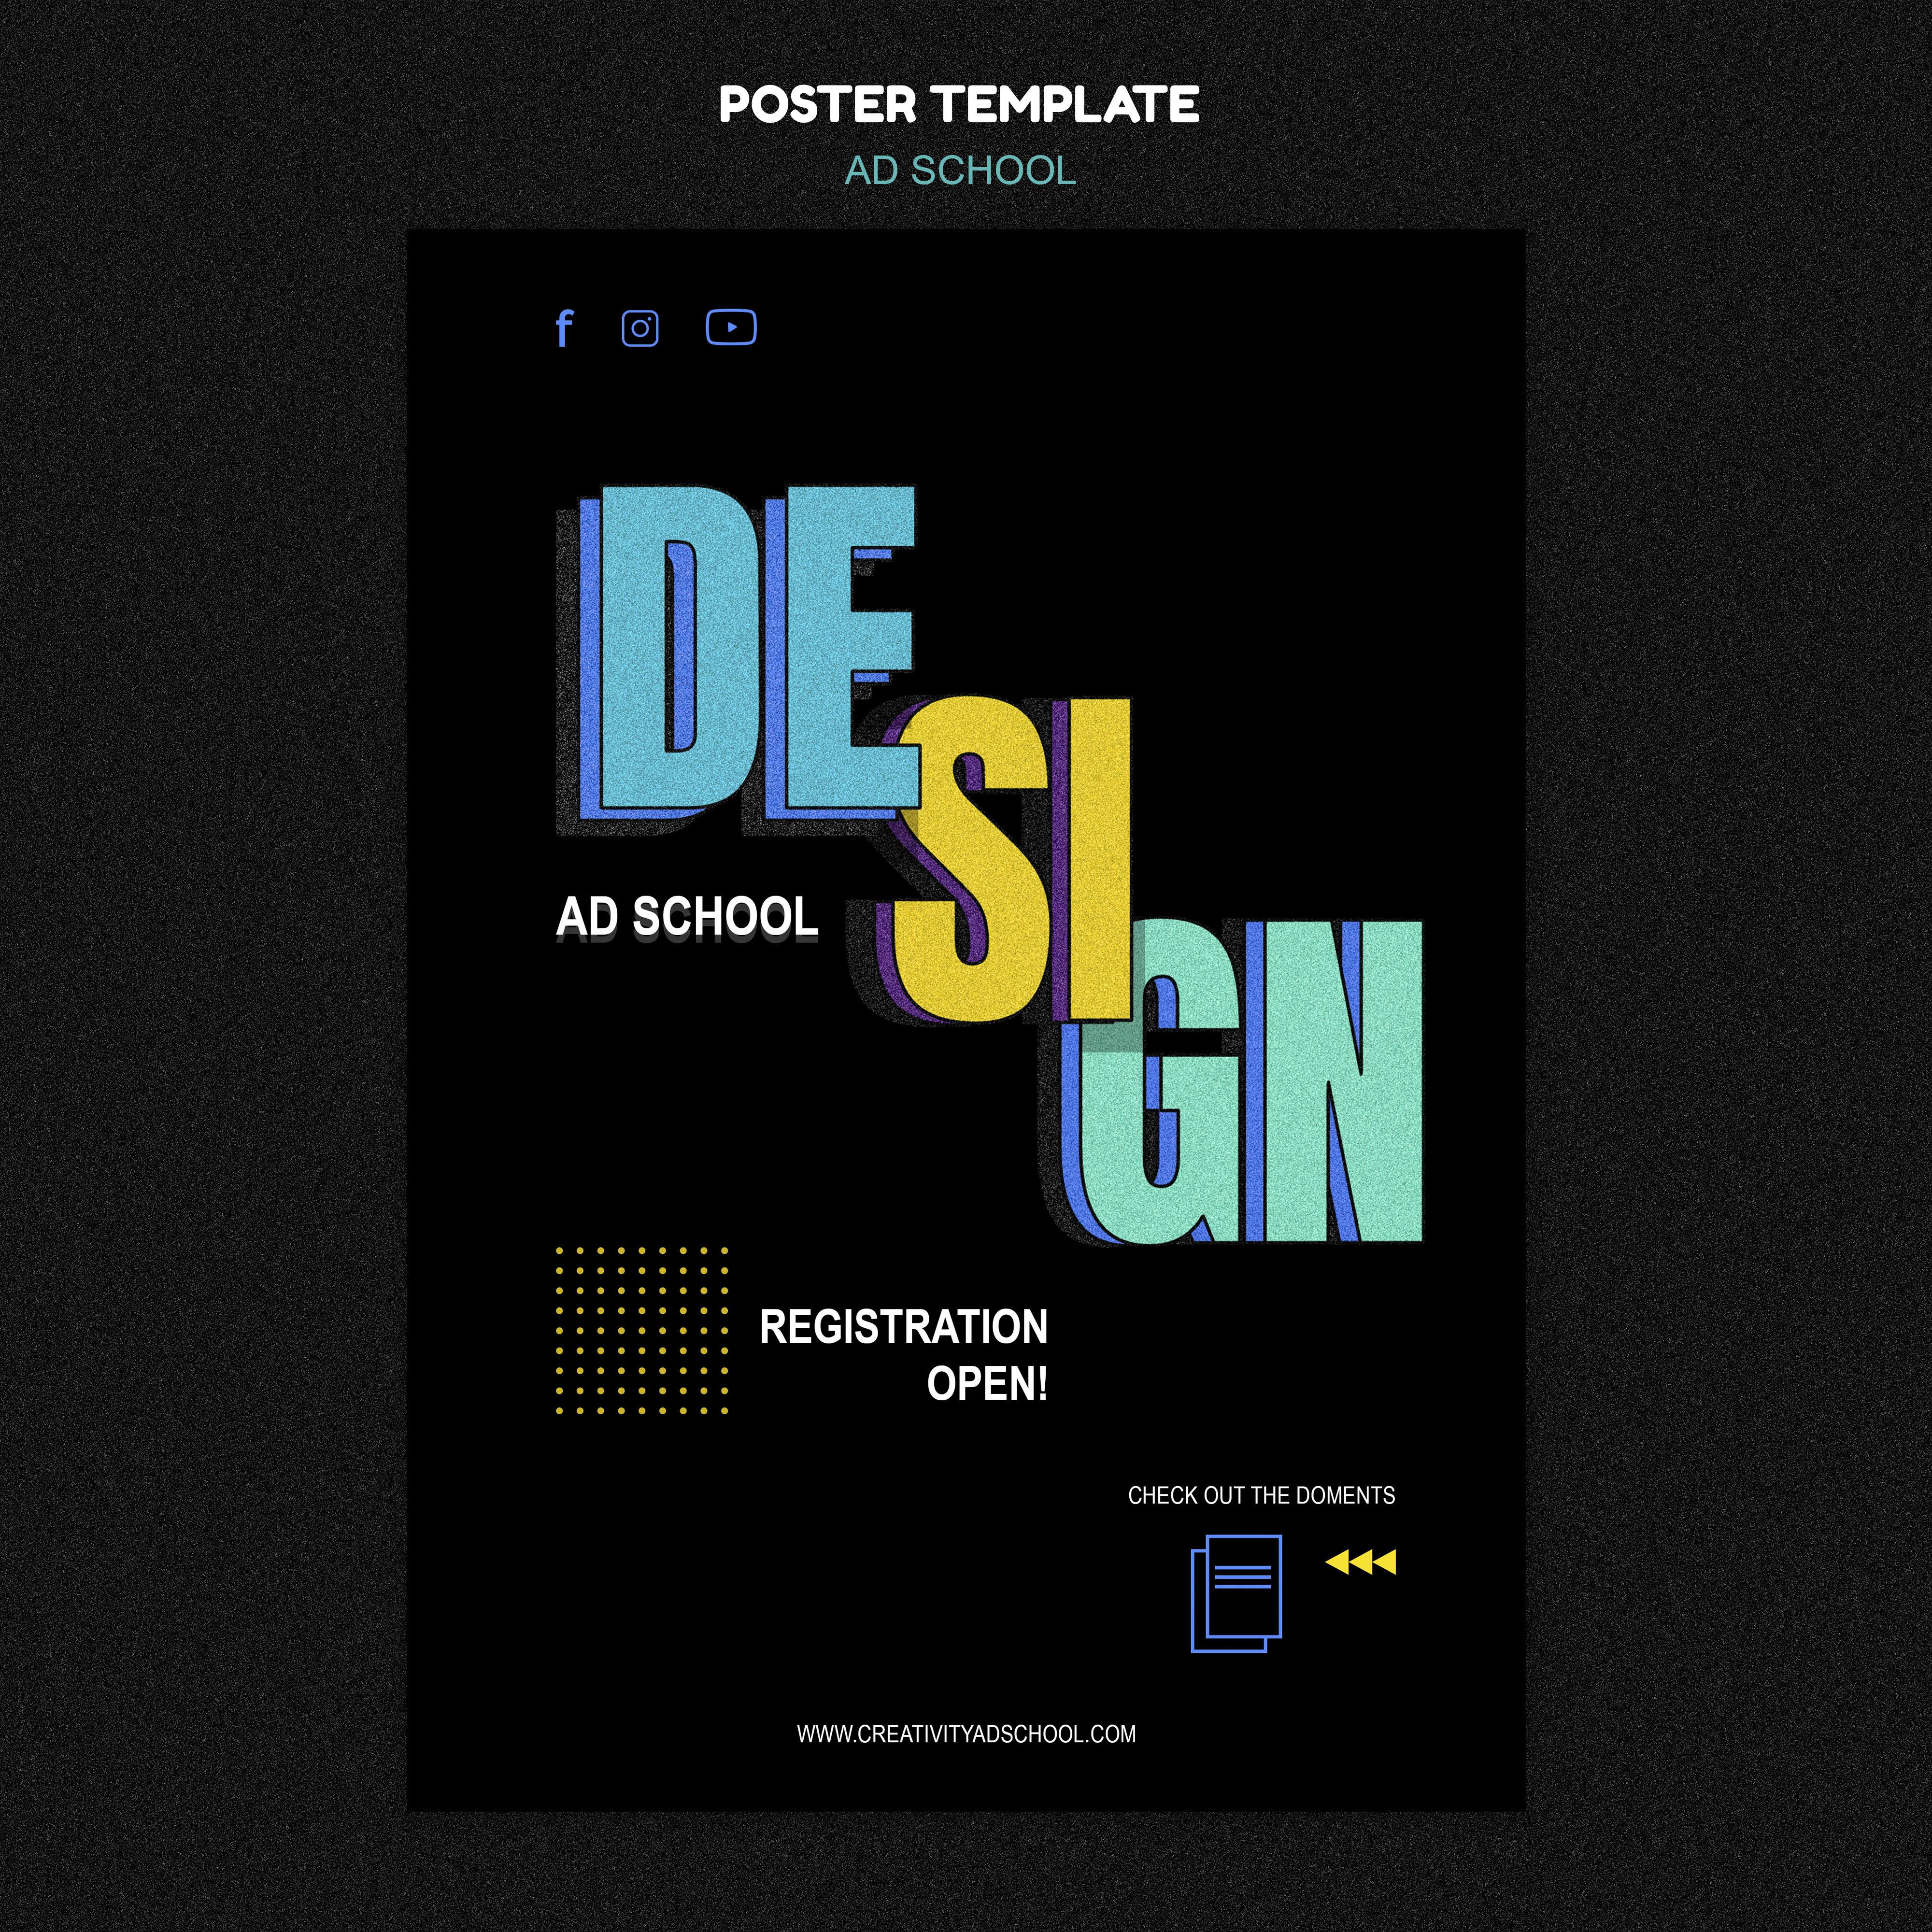 POSTER TEMPLATE
AD SCHOOL
f
DE
SI
GN
AD SCHOOL
REGISTRATION
OPEN!
CHECK OUT THE DOMENTS
WWW.CREATIVITYADSCHOOL.COM